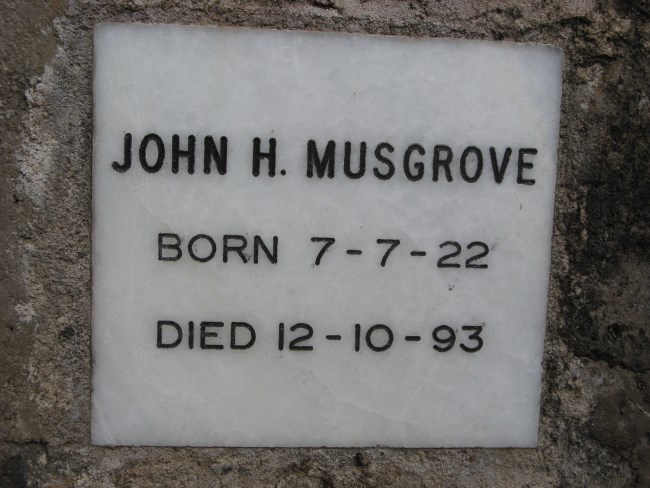 JOHN H. MUSGROVE
BORN 7-7-22
DIED 12-10-93